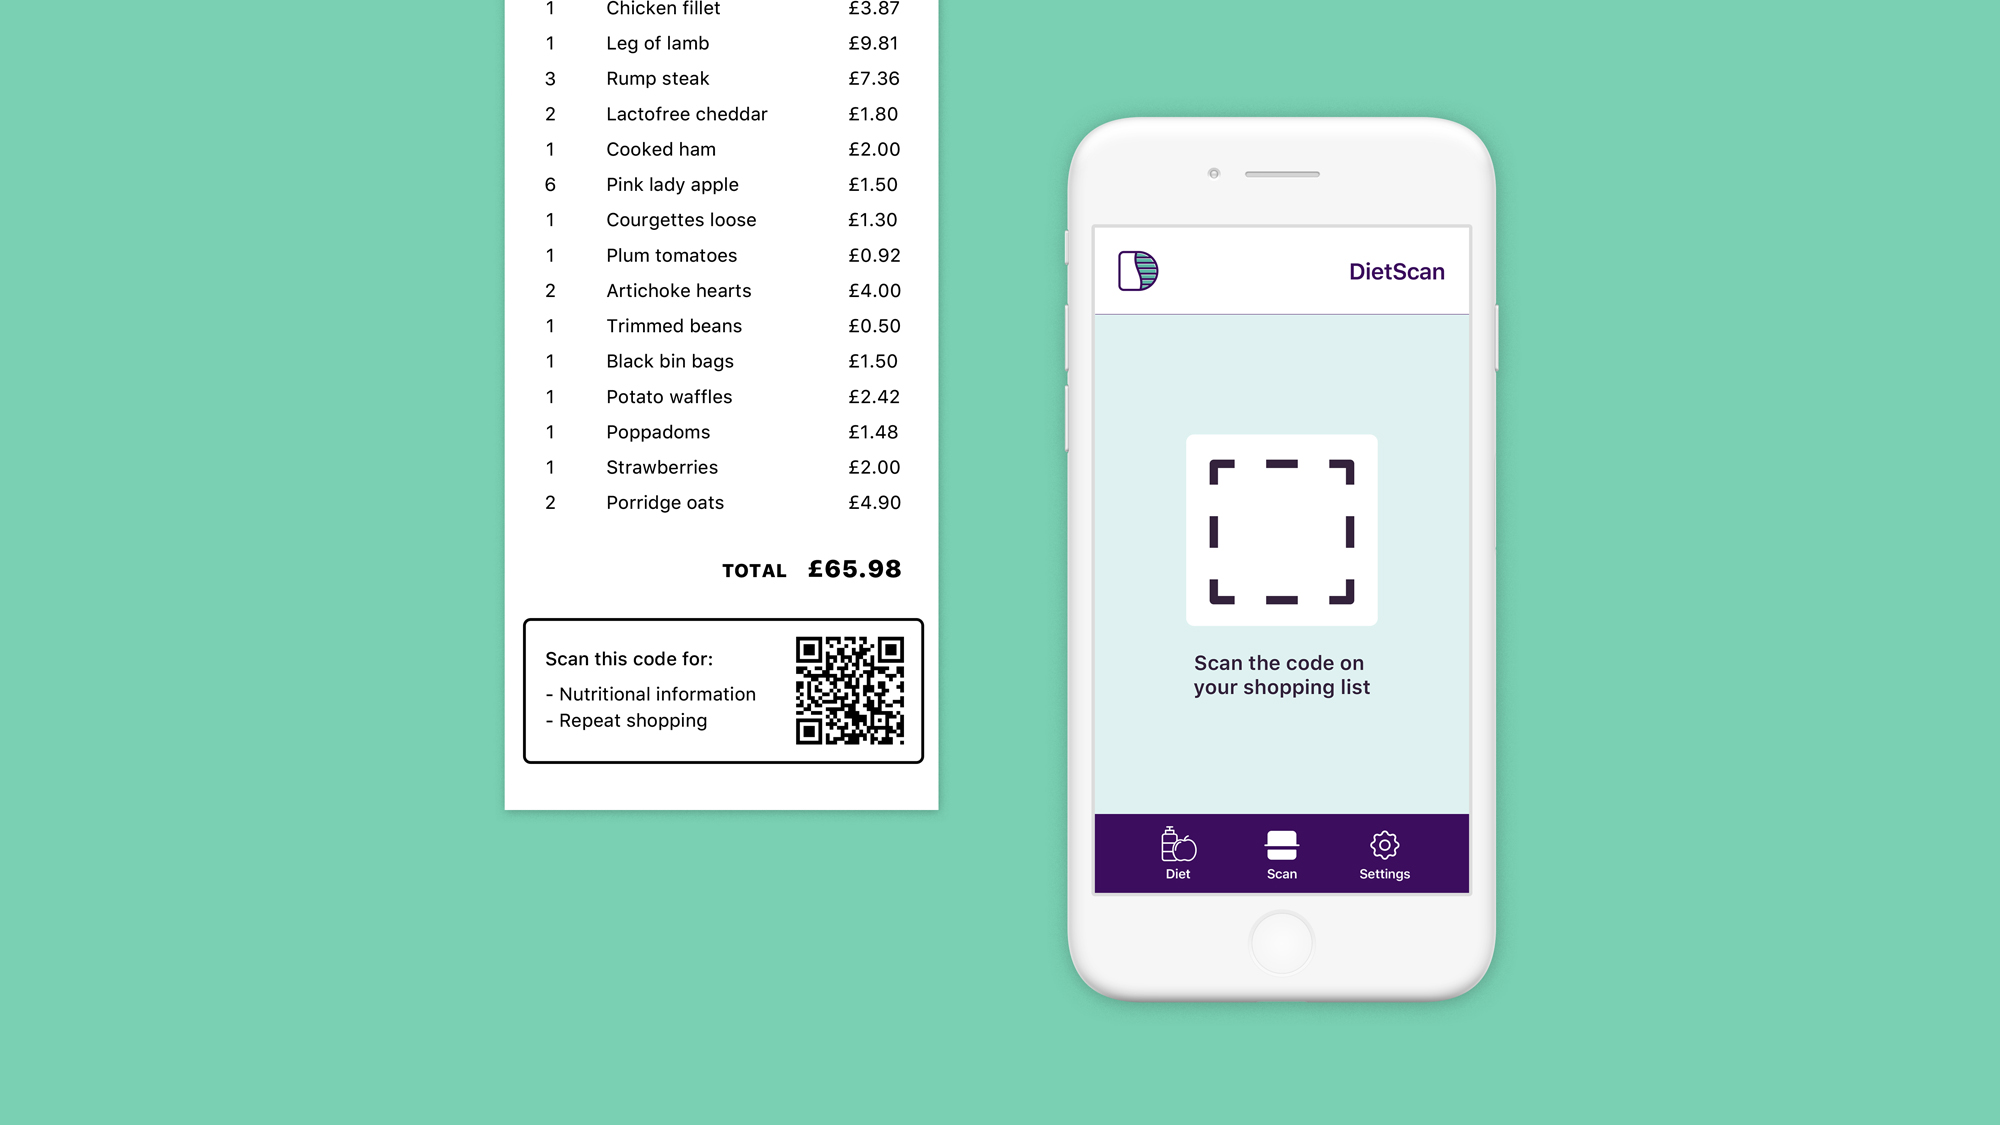 1 Chicken fillet £3.87
1 Leg of lamb £9.81
3 Rump steak £7.36
2 Lactofree cheddar £1.80
1 Cooked ham £2.00
6 Pink lady apple £1.50
1 Courgettes loose £1.30
1 Plum tomatoes £0.92
2 Artichoke hearts £4.00
1 Trimmed beans £0.50
1 Black bin bags £1.50
1 Potato waffles £2.42
1 Poppadoms £1.48
1 Strawberries £2.00
2 Porridge oats £4.90
TOTAL £65.98
Scan this code for:
- Nutritional information
- Repeat shopping
DietScan
Scan the code on
your shopping list
Diet Scan Settings